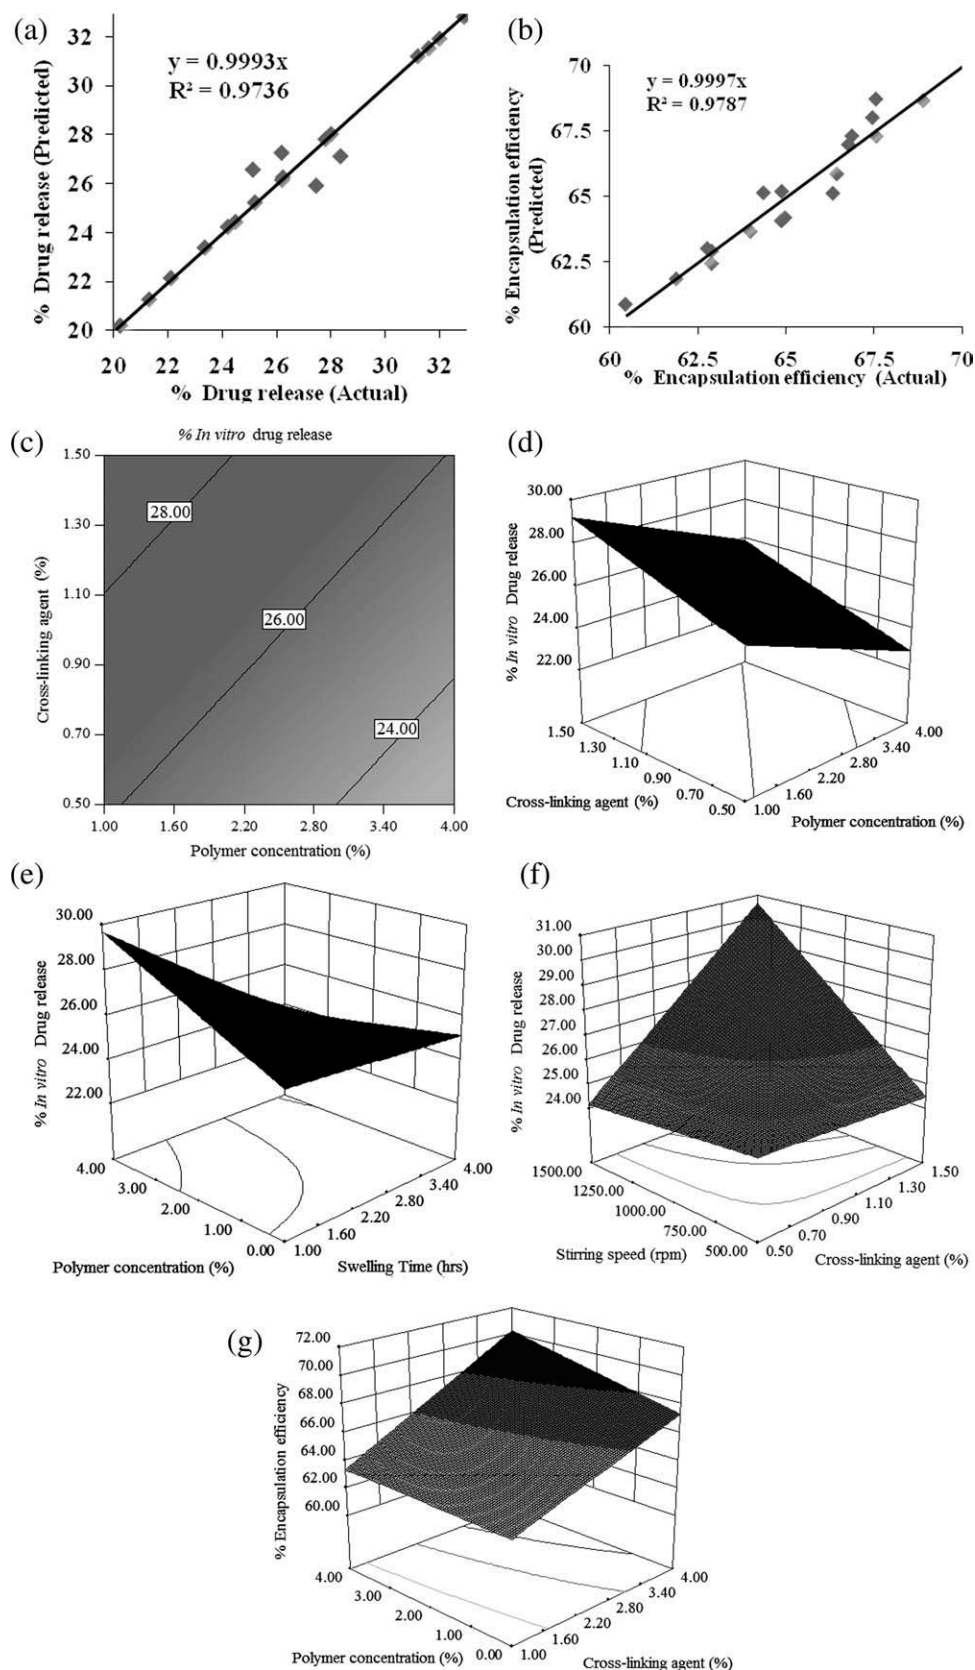 (a)
y = 0.9993x
R² = 0.9736
% Drug release (Predicted)
32
30
28
26
24
22
20
20 22 24 26 28 30 32
% Drug release (Actual)
(b)
y = 0.9997x
R² = 0.9787
% Encapsulation efficiency
(Predicted)
70
67.5
65
62.5
60
60 62.5 65 67.5 70
% Encapsulation efficiency (Actual)
(c)
% In vitro drug release
Cross-linking agent (%)
1.50
1.30
1.10
0.90
0.70
0.50
28.00
26.00
24.00
1.00 1.60 2.20 2.80 3.40 4.00
Polymer concentration (%)
(d)
% In vitro Drug release
30.00
28.00
26.00
24.00
22.00
1.50
1.30
1.10
0.90
0.70
0.50
1.00
1.60
2.20
2.80
3.40
4.00
Cross-linking agent (%)
Polymer concentration (%)
(e)
% In vitro Drug release
30.00
28.00
26.00
24.00
22.00
4.00
3.00
2.00
1.00
0.00
1.00
1.60
2.20
2.80
3.40
4.00
Polymer concentration (%)
Swelling Time (hrs)
(f)
% In vitro Drug release
31.00
30.00
29.00
28.00
27.00
26.00
25.00
24.00
1500.00
1250.00
1000.00
750.00
500.00
0.50
0.70
0.90
1.10
1.30
1.50
Stirring speed (rpm)
Cross-linking agent (%)
(g)
% Encapsulation efficiency
72.00
70.00
68.00
66.00
64.00
62.00
60.00
4.00
3.00
2.00
1.00
0.00
1.00
1.60
2.20
2.80
3.40
4.00
Polymer concentration (%)
Cross-linking agent (%)